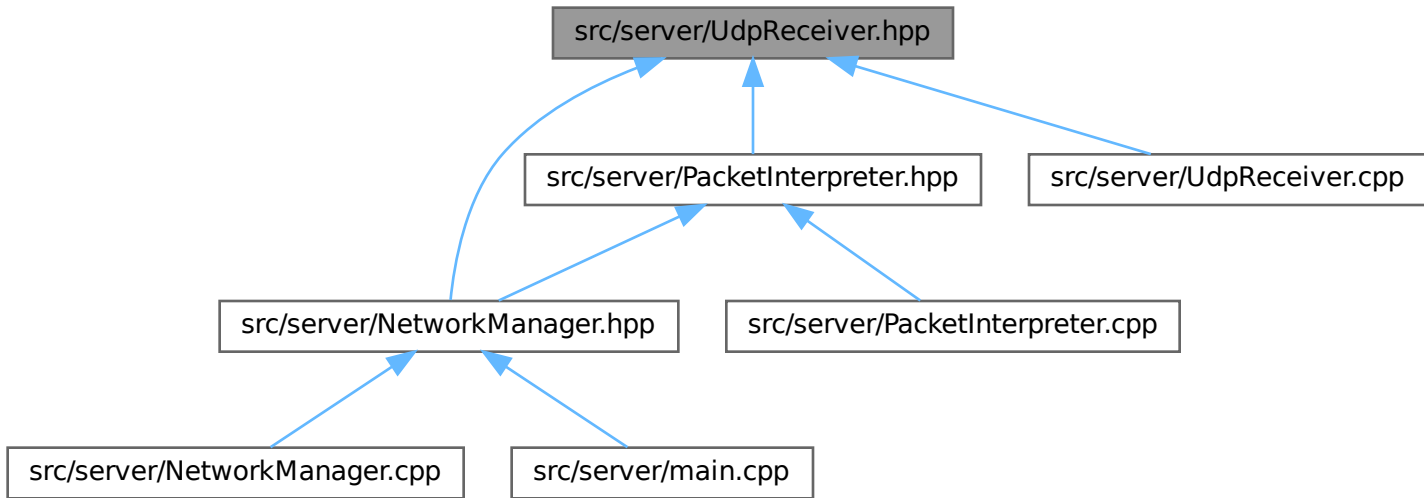 src/server/UdpReceiver.hpp
src/server/PacketInterpreter.hpp
src/server/UdpReceiver.cpp
src/server/NetworkManager.hpp
src/server/PacketInterpreter.cpp
src/server/NetworkManager.cpp
src/server/main.cpp